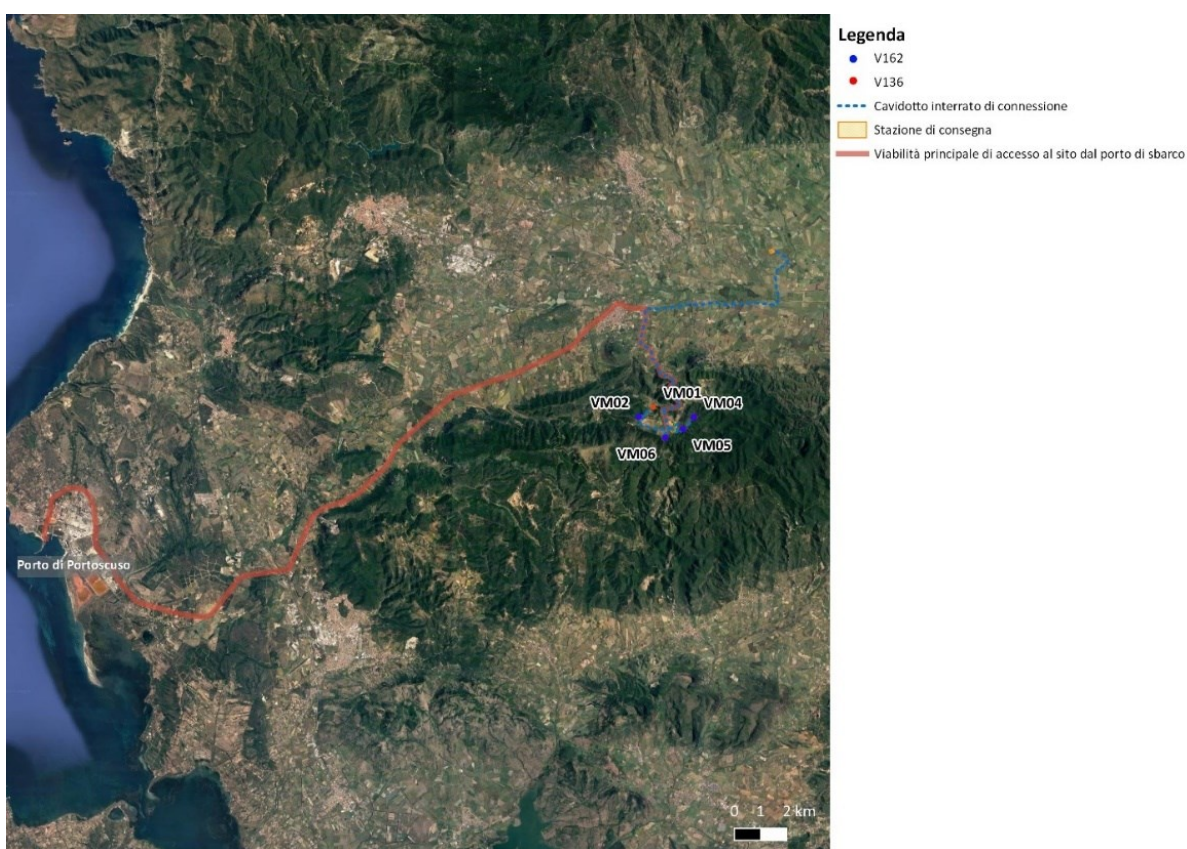 Legenda
V162
V136
Cavidotto interrato di connessione
Stazione di consegna
Viabilità principale di accesso al sito dal porto di sbarco
VM01
VM02
VM04
VM05
VM06
Porto di Portoscuso
0 1 2 km